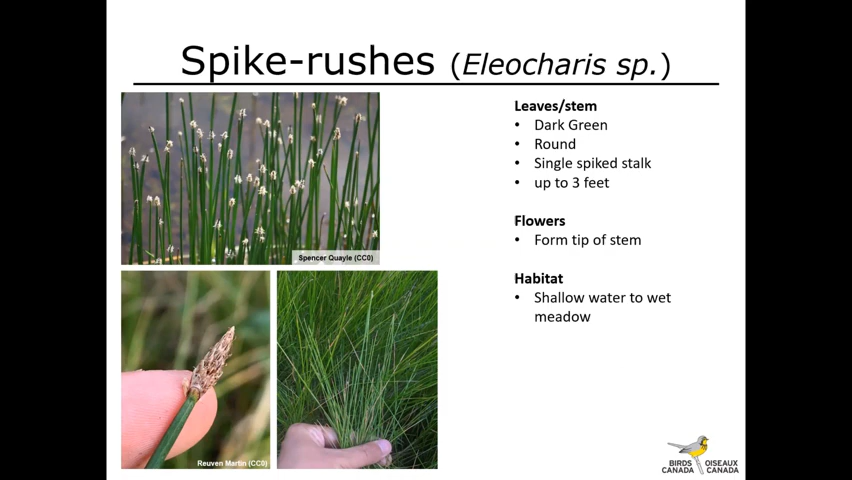 Spike-rushes (Eleocharis sp.)
Spencer Quayle (CC0)
Reuven Martin (CC0)
Leaves/stem
• Dark Green
• Round
• Single spiked stalk
• up to 3 feet
Flowers
• Form tip of stem
Habitat
• Shallow water to wet
meadow
BIRDS OISEAUX
CANADA CANADA